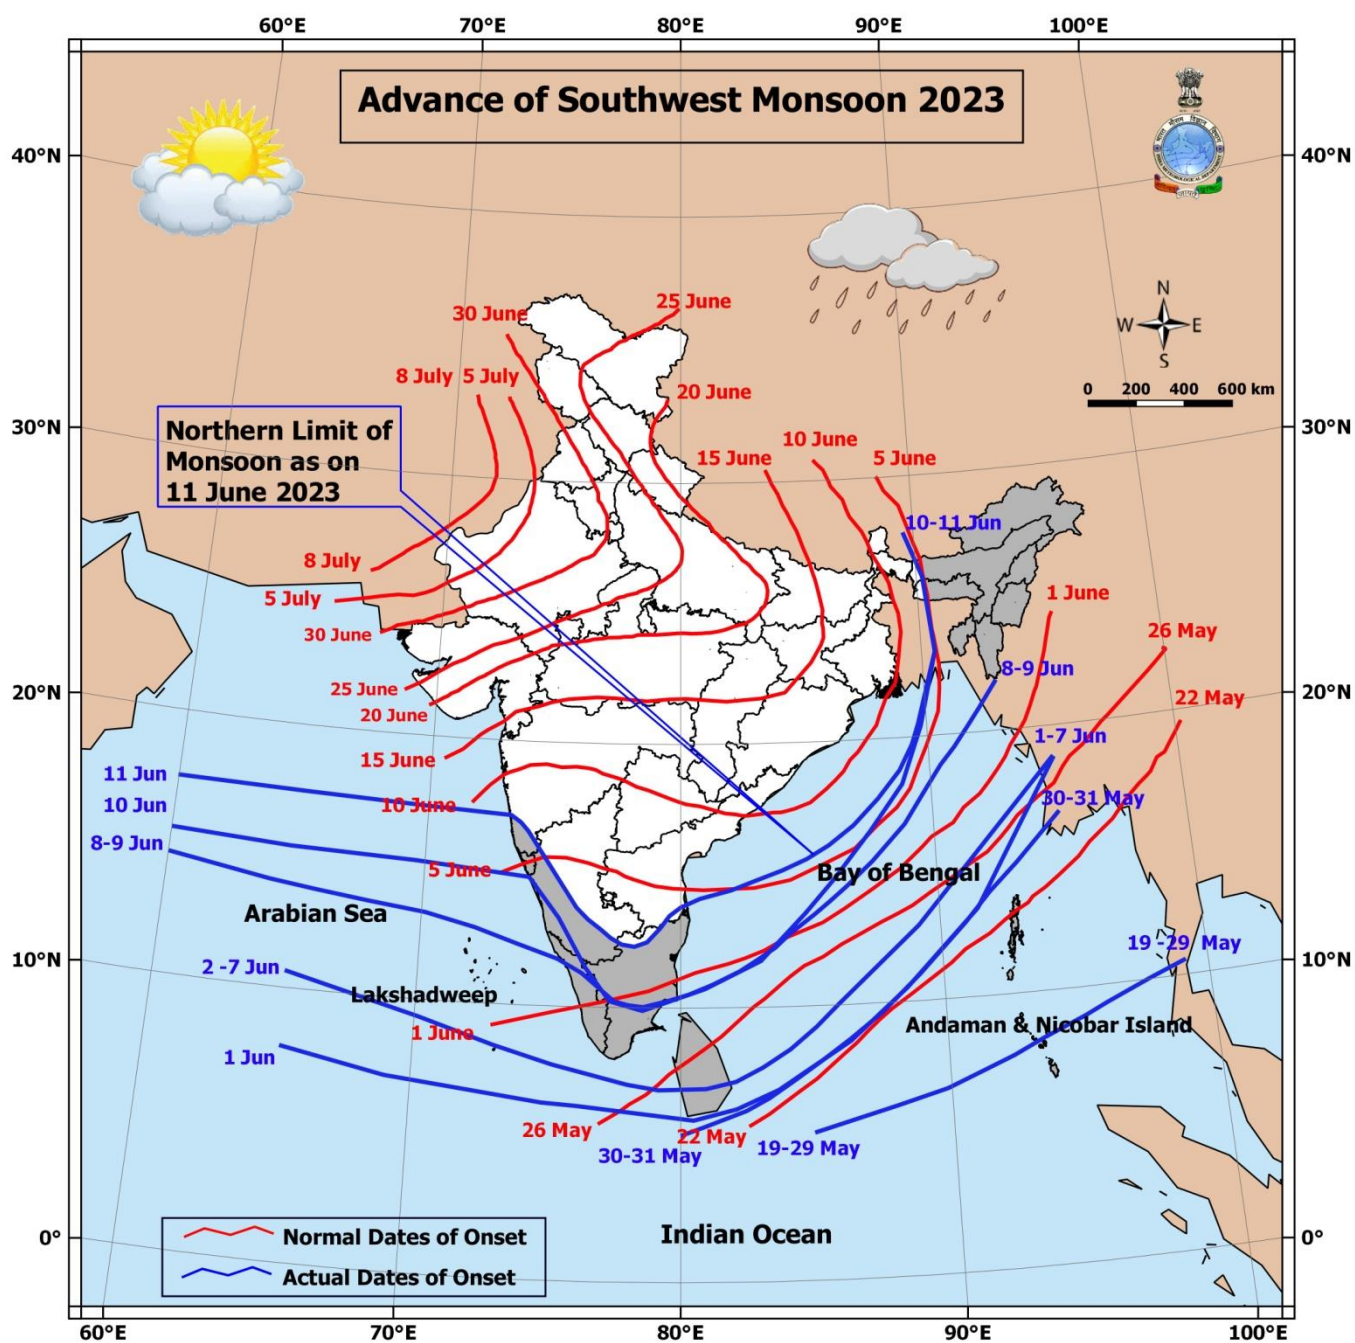 60°E 70°E 80°E 90°E 100°E
Advance of Southwest Monsoon 2023
40°N 40°N
N
W E
S
25 June
30 June
8 July 5 July
20 June
0 200 400 600 km
30°N 30°N
Northern Limit of
Monsoon as on
11 June 2023
10 June
15 June 5 June
10-11 Jun
8 July
5 July
1 June
30 June
26 May
8-9 Jun
25 June
20°N 20°N
22 May
20 June
1-7 Jun
15 June
11 Jun
10 Jun 10 June
30-31 May
8-9 Jun
5 June
Bay of Bengal
Arabian Sea
19 -29 May
10°N 10°N
2 -7 Jun
Lakshadweep
1 June
Andaman & Nicobar Island
1 Jun
26 May
22 May
30-31 May
19-29 May
Normal Dates of Onset
Indian Ocean
0° 0°
Actual Dates of Onset
60°E 70°E 80°E 90°E 100°E